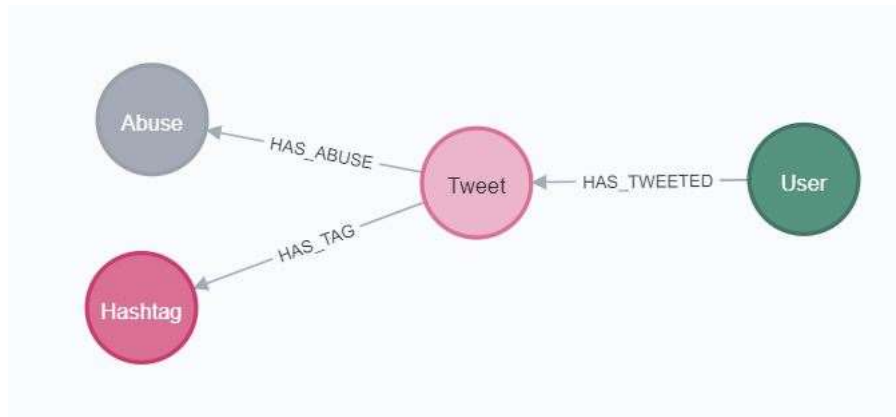 Abuse
HAS_ABUSE
Tweet
HAS_TWEETED
User
HAS_TAG
Hashtag